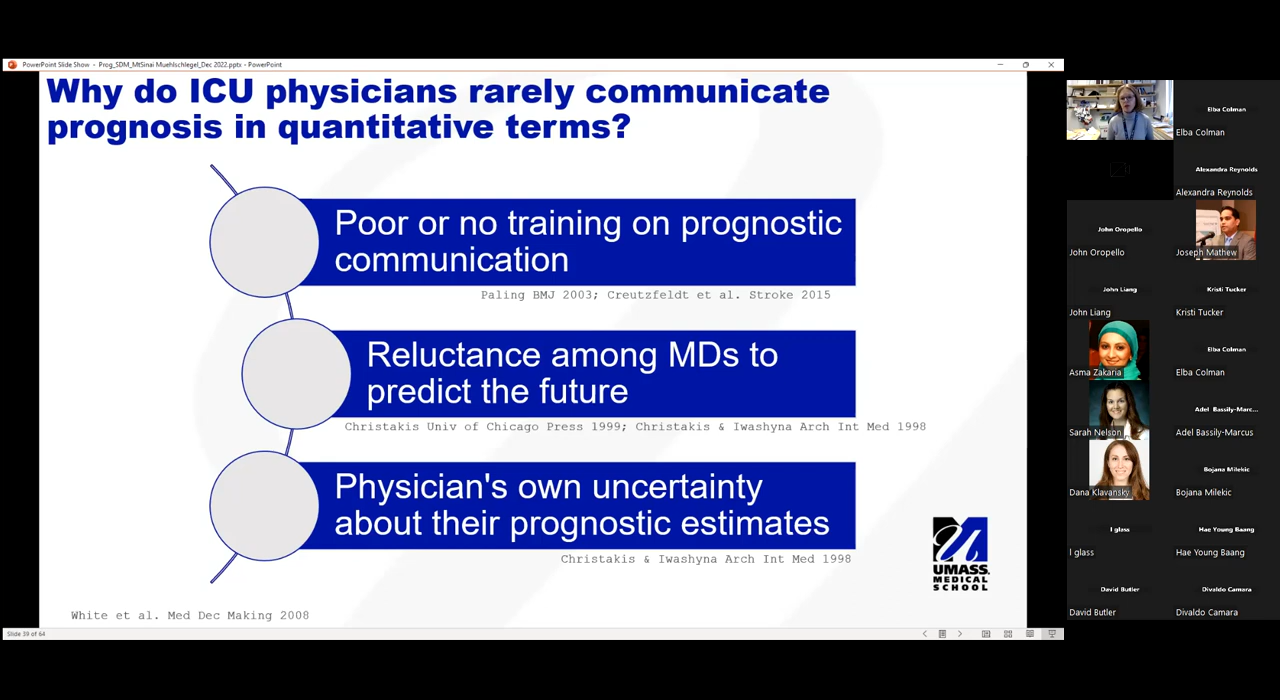 PowerPoint Slide Show - Prog_SDM_MtSinai Muehlschlegel_Dec 2022.pptx - PowerPoint
Why do ICU physicians rarely communicate
prognosis in quantitative terms?
Poor or no training on prognostic
communication
Paling BMJ 2003; Creutzfeldt et al. Stroke 2015
Reluctance among MDs to
predict the future
Christakis Univ of Chicago Press 1999; Christakis & Iwashyna Arch Int Med 1998
Physician's own uncertainty
about their prognostic estimates
Christakis & Iwashyna Arch Int Med 1998
UMASS.
MEDICAL
SCHOOL
White et al. Med Dec Making 2008
Slide 39 of 64
Elba Colman
Elba Colman
Alexandra Reynolds
Alexandra Reynolds
John Oropello
John Oropello
Joseph Mathew
John Liang
John Liang
Kristi Tucker
Kristi Tucker
Asma Zakaria
Elba Colman
Elba Colman
Sarah Nelson
Adel Bassily-Marc...
Adel Bassily-Marcus
Dana Klavansky
Bojana Milekic
Bojana Milekic
l glass
l glass
Hae Young Baang
Hae Young Baang
David Butler
David Butler
Divaldo Camara
Divaldo Camara